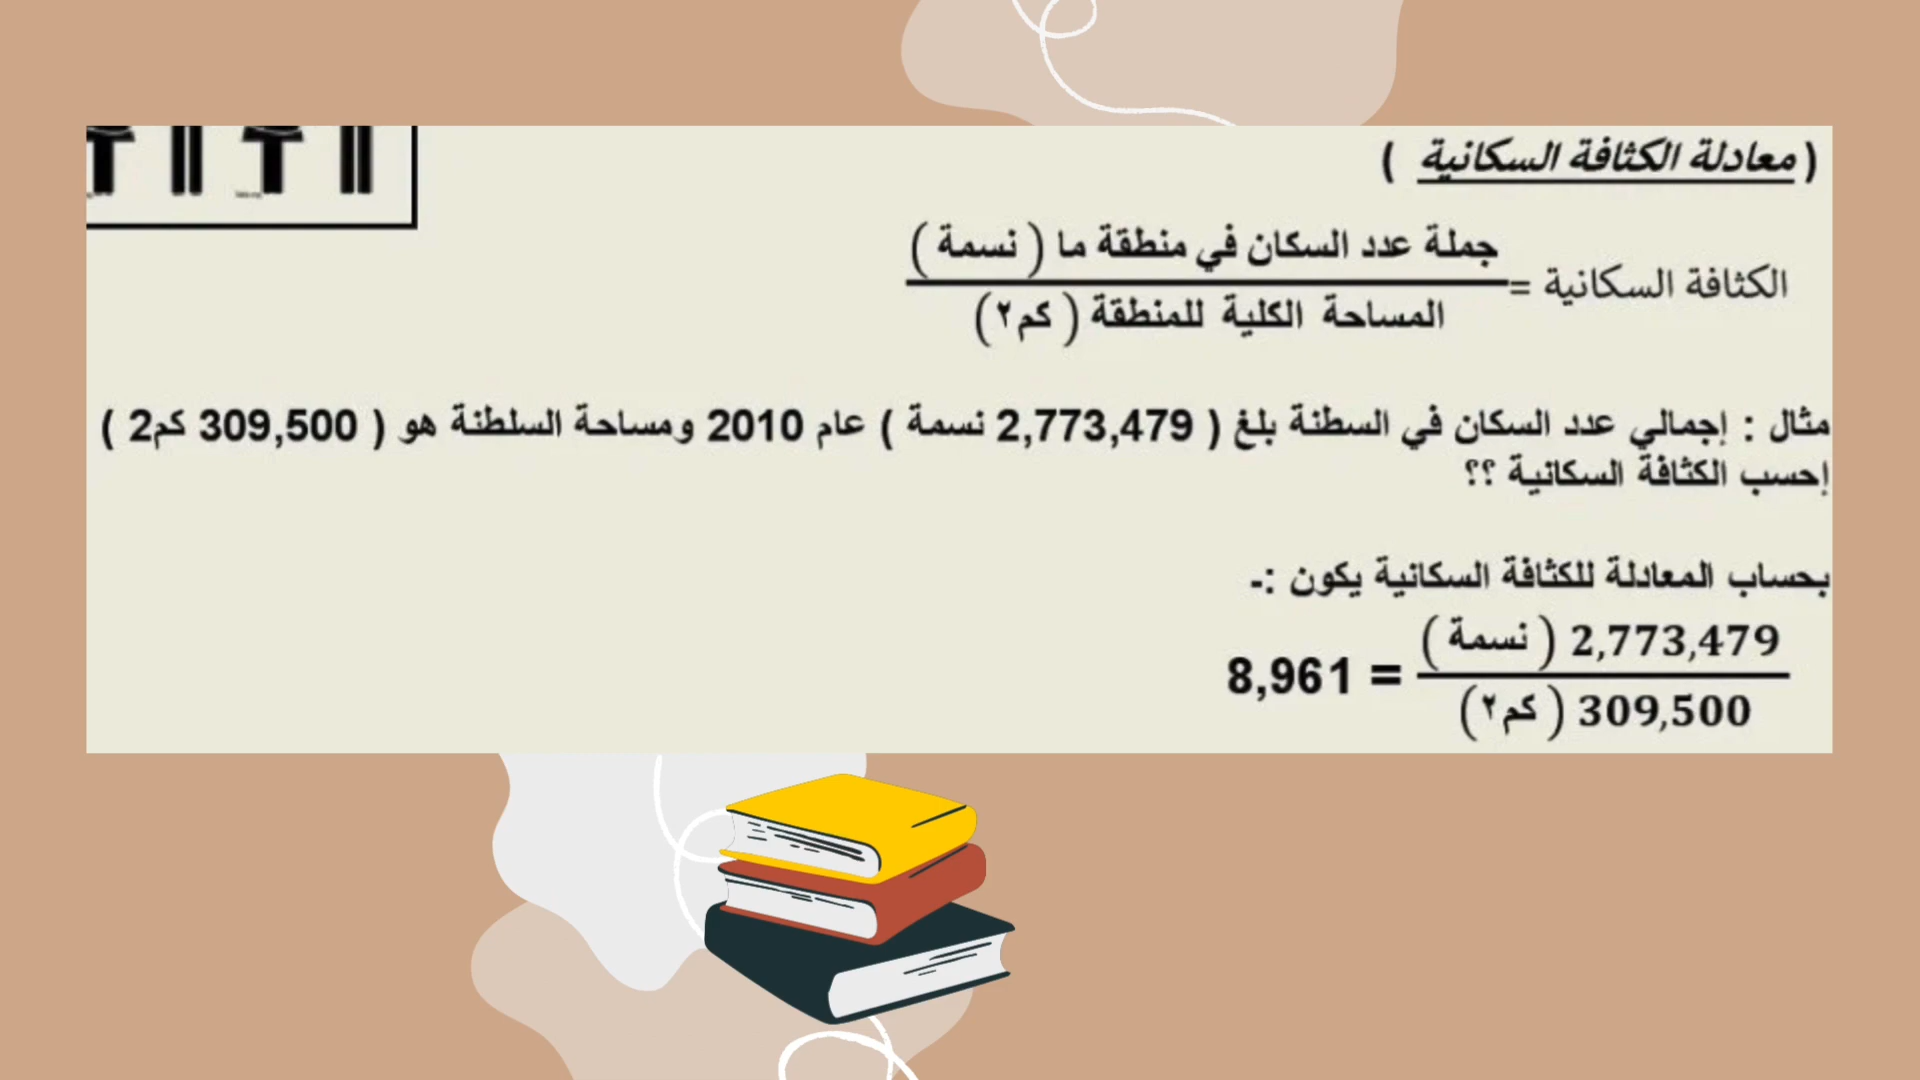 ( معادلة الكثافة السكانية )
الكثافة السكانية = جملة عدد السكان في منطقة ما ( نسمة ) / المساحة الكلية للمنطقة ( كم٢ )
مثال : إجمالي عدد السكان في السطنة بلغ ( 2,773,479 نسمة ) عام 2010 ومساحة السلطنة هو ( 309,500 كم2 )
إحسب الكثافة السكانية ؟؟
بحساب المعادلة للكثافة السكانية يكون :-
2,773,479 ( نسمة )
309,500 ( كم٢ )
= 8,961